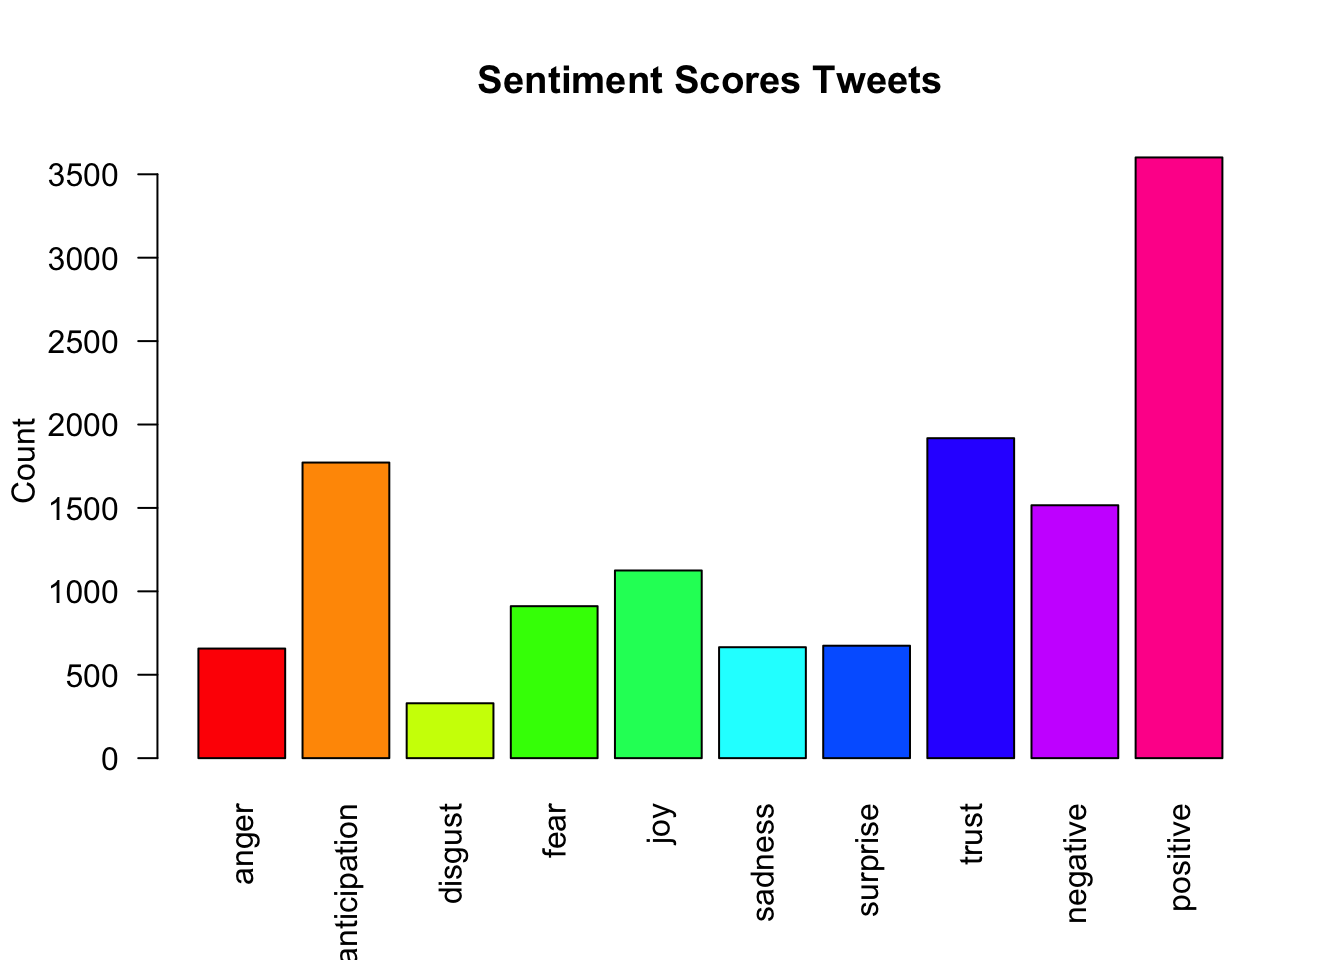 Sentiment Scores Tweets
Count
3500
3000
2500
2000
1500
1000
500
0
anger
anticipation
disgust
fear
joy
sadness
surprise
trust
negative
positive